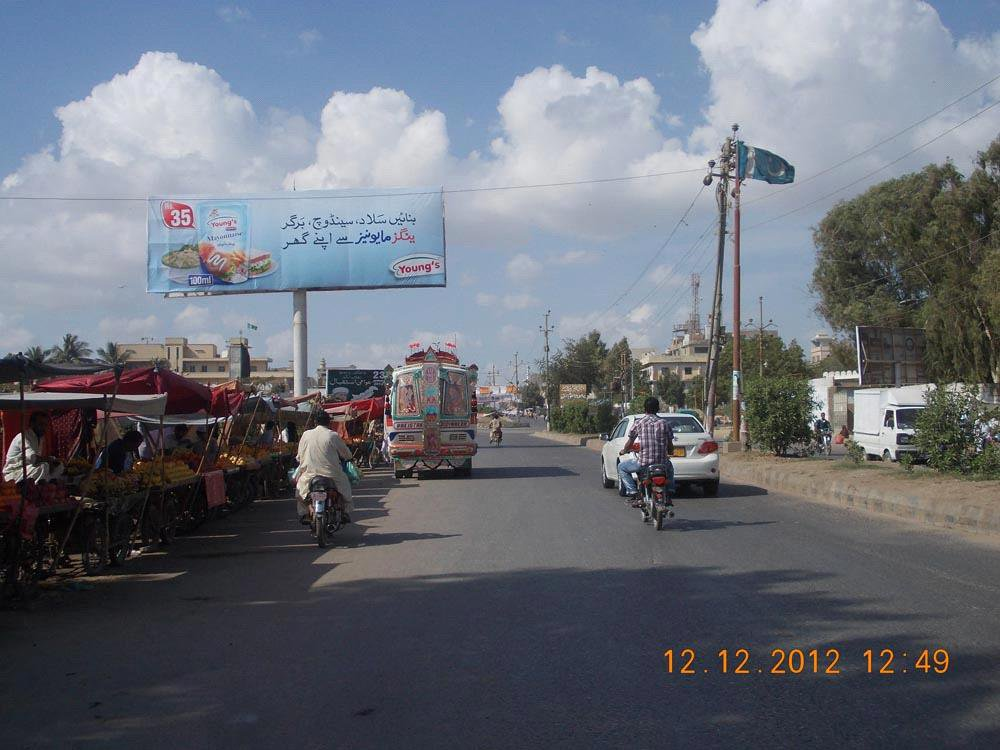 Rs. 35
Young's
Mayonnaise
100ml
بنائیں سلاد، سینڈوچ، برگر
ینگز مایونیز سے اپنے گھر
Young's
12.12.2012 12:49